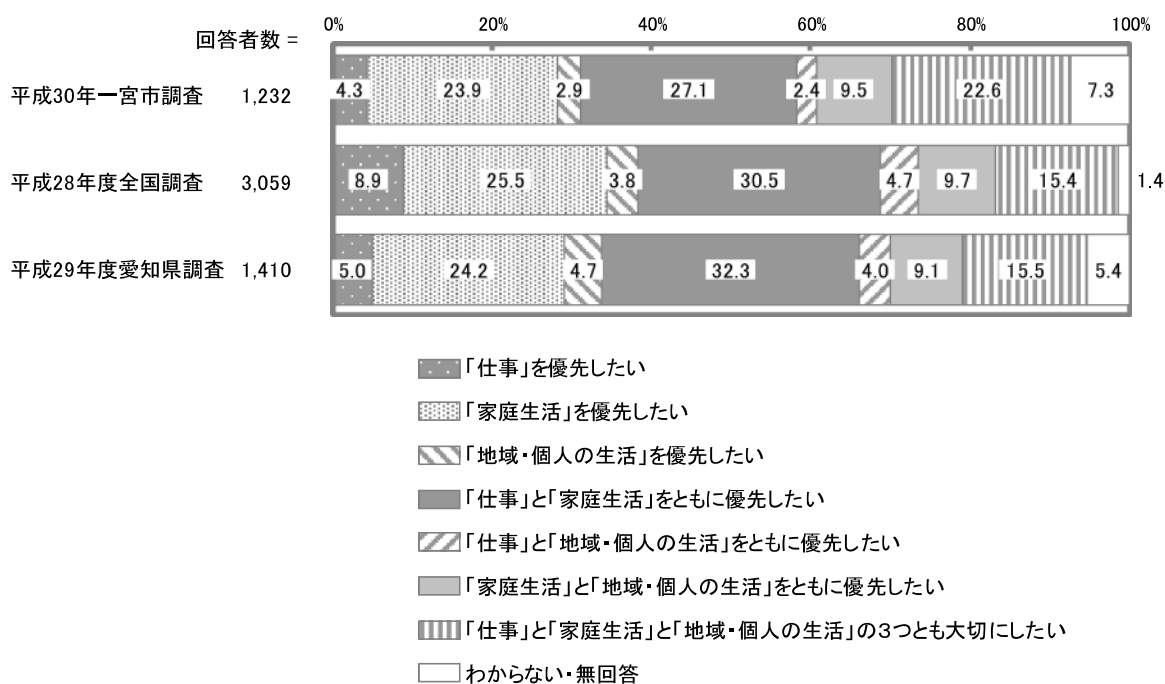 0% 20% 40% 60% 80% 100%
回答者数 =
平成30年一宮市調査 1,232 4.3 23.9 2.9 27.1 2.4 9.5 22.6 7.3
平成28年度全国調査 3,059 8.9 25.5 3.8 30.5 4.7 9.7 15.4 1.4
平成29年度愛知県調査 1,410 5.0 24.2 4.7 32.3 4.0 9.1 15.5 5.4
「仕事」を優先したい
「家庭生活」を優先したい
「地域・個人の生活」を優先したい
「仕事」と「家庭生活」をともに優先したい
「仕事」と「地域・個人の生活」をともに優先したい
「家庭生活」と「地域・個人の生活」をともに優先したい
「仕事」と「家庭生活」と「地域・個人の生活」の3つとも大切にしたい
わからない・無回答